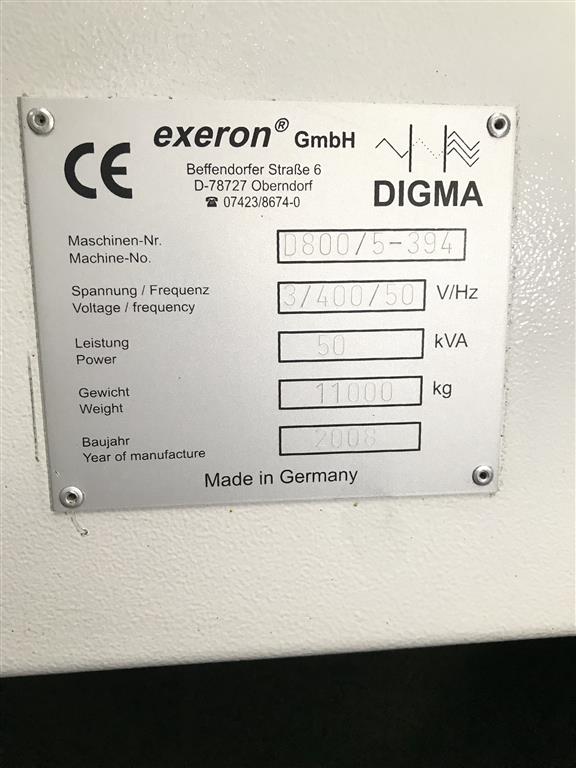 CE
exeron® GmbH
Beffendorfer Straße 6
D-78727 Oberndorf
☎ 07423/8674-0
DIGMA
Maschinen-Nr.
Machine-No.
D800/5-394
Spannung / Frequenz
Voltage / frequency
3/400/50 V/Hz
Leistung
Power
50 kVA
Gewicht
Weight
11000 kg
Baujahr
Year of manufacture
2008
Made in Germany